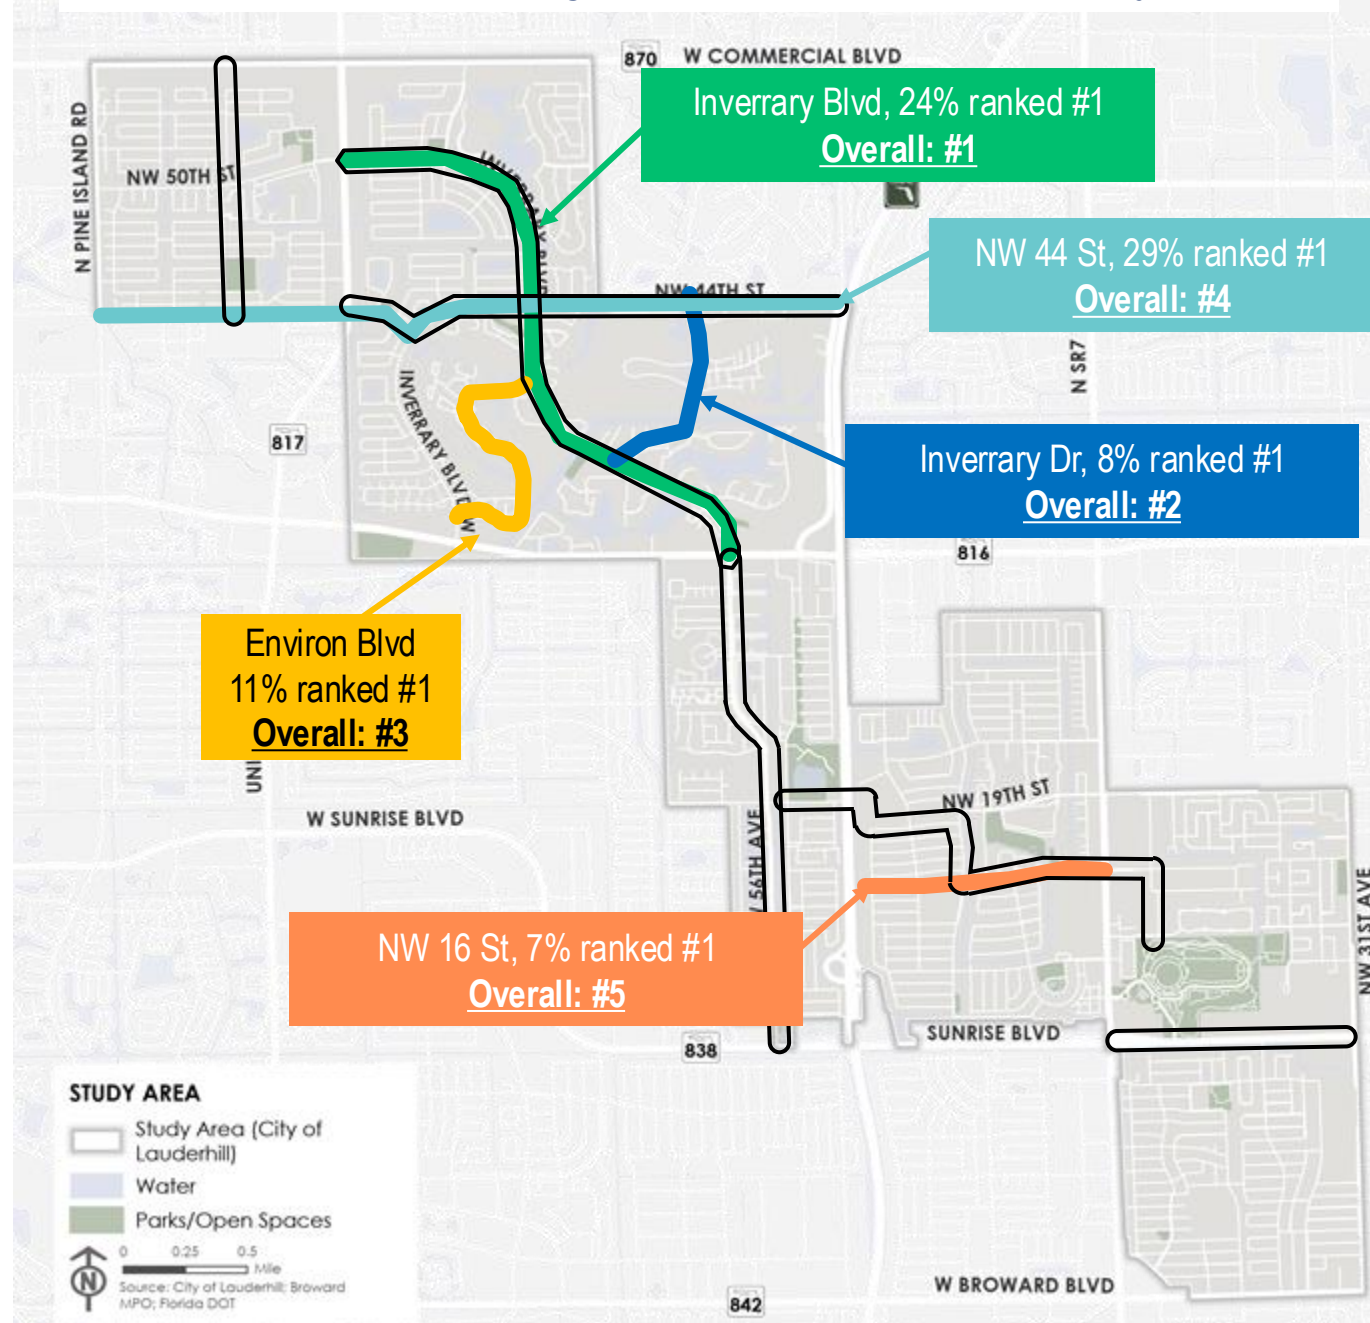 870 W COMMERCIAL BLVD
Inverrary Blvd, 24% ranked #1
Overall: #1
N PINE ISLAND RD
NW 50TH ST
INVERRARY BLVD
NW 44 St, 29% ranked #1
Overall: #4
NW 44TH ST
N SR7
INVERRARY BLVD W
817
Inverrary Dr, 8% ranked #1
Overall: #2
816
Environ Blvd
11% ranked #1
Overall: #3
UNI
W SUNRISE BLVD
56TH AVE
NW 19TH ST
NW 31ST AVE
NW 16 St, 7% ranked #1
Overall: #5
838
SUNRISE BLVD
STUDY AREA
Study Area (City of
Lauderhill)
Water
Parks/Open Spaces
0 0.25 0.5
Mile
N
Source: City of Lauderhill; Broward
MPO; Florida DOT
842
W BROWARD BLVD